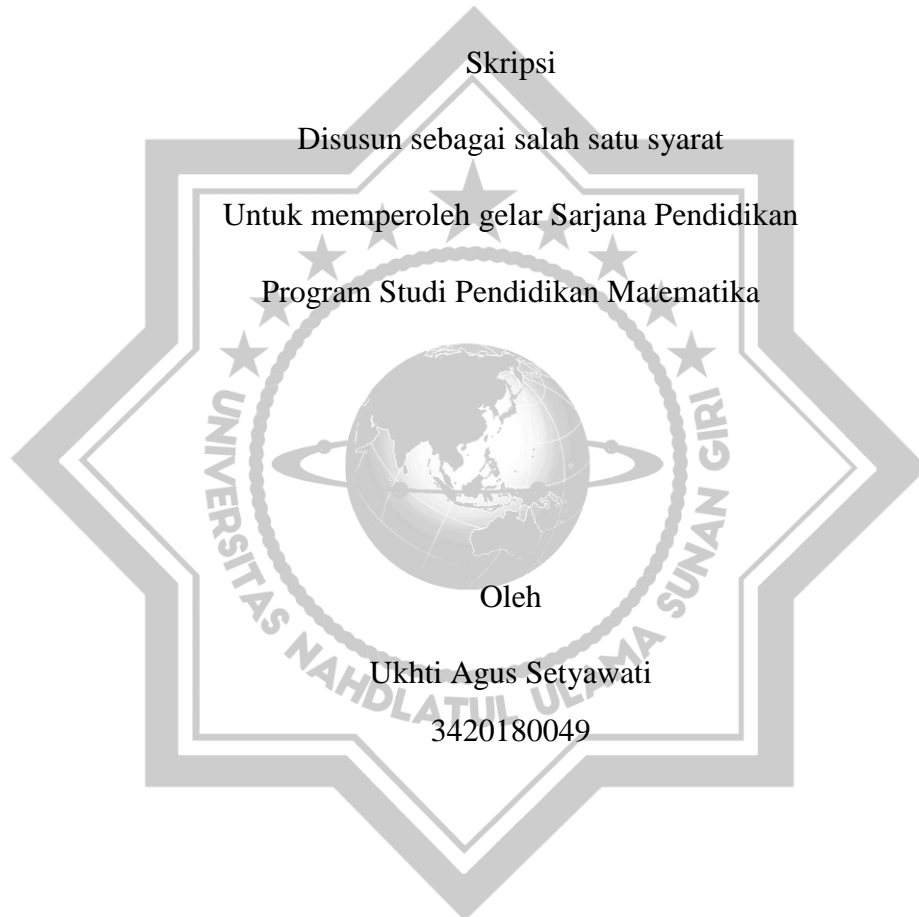 Skripsi
Disusun sebagai salah satu syarat
Untuk memperoleh gelar Sarjana Pendidikan
Program Studi Pendidikan Matematika
UNIVERSITAS NAHDLATUL ULAMA SUNAN GIRI
Oleh
Ukhti Agus Setyawati
3420180049